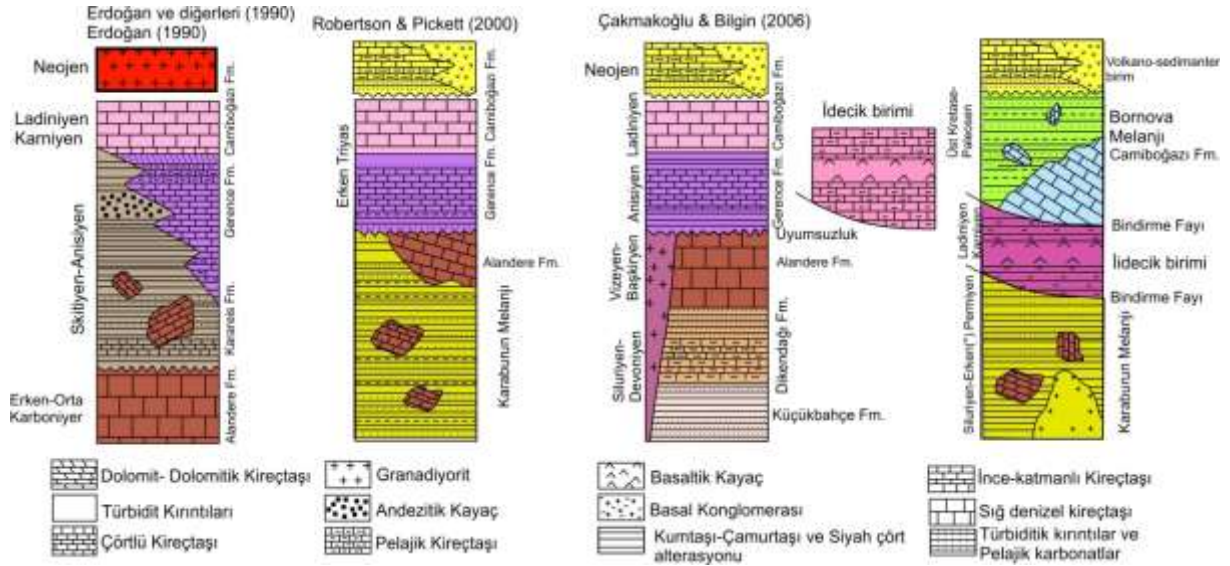 Erdoğan ve diğerleri (1990)
Erdoğan (1990)
Neojen
Ladiniyen
Karniyen
Skitiyen-Anisiyen
Erken-Orta
Karboniyer
Camiboğazı Fm.
Gerence Fm.
Karareis Fm.
Alandere Fm.
Robertson & Pickett (2000)
Erken Triyas
Camiboğazı Fm.
Gerence Fm.
Alandere Fm.
Karaburun Melanjı
Çakmakoğlu & Bilgin (2006)
Neojen
Ladiniyen
Anisiyen
Vizeyen-
Başkiryen
Siluriyen-
Devoniyen
Camiboğazı Fm.
Gerence Fm.
Uyumsuzluk
Alandere Fm.
Dikendağı Fm.
Küçükbahçe Fm.
İdecik birimi
Üst Kretase-
Paleosen
Ladiniyen
Karniyen
Siluriyen-Erken(*) Permiyen
Volkano-sedimanter
birim
Bornova
Melanjı
Camiboğazı Fm.
Bindirme Fayı
İidecik birimi
Bindirme Fayı
Karaburun Melanjı
Dolomit- Dolomitik Kireçtaşı
Türbidit Kırıntıları
Çörtlü Kireçtaşı
Granadiyorit
Andezitik Kayaç
Pelajik Kireçtaşı
Basaltik Kayaç
Basal Konglomerası
Kumtaşı-Çamurtaşı ve Siyah çört
alterasyonu
İnce-katmanlı Kireçtaşı
Sığ denizel kireçtaşı
Türbiditik kırıntılar ve
Pelajik karbonatlar